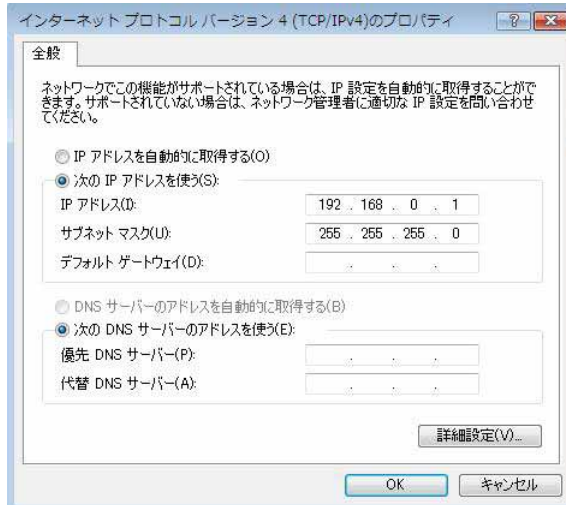 インターネット プロトコル バージョン 4 (TCP/IPv4)のプロパティ
全般
ネットワークでこの機能がサポートされている場合は、IP 設定を自動的に取得することがで
きます。サポートされていない場合は、ネットワーク管理者に適切な IP 設定を問い合わせ
てください。
IP アドレスを自動的に取得する(O)
次の IP アドレスを使う(S):
IP アドレス(I): 192 . 168 . 0 . 1
サブネット マスク(U): 255 . 255 . 255 . 0
デフォルト ゲートウェイ(D): . . .
DNS サーバーのアドレスを自動的に取得する(B)
次の DNS サーバーのアドレスを使う(E):
優先 DNS サーバー(P): . . .
代替 DNS サーバー(A): . . .
詳細設定(V)...
OK キャンセル